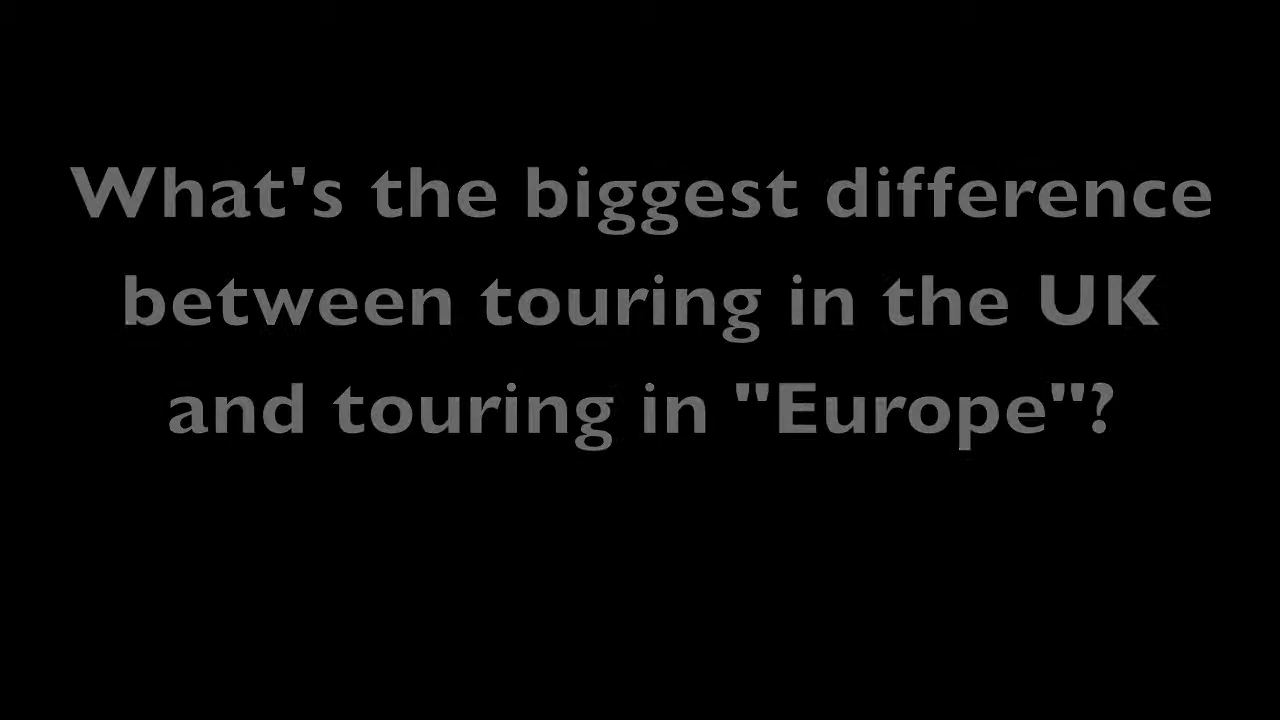 What's the biggest difference
between touring in the UK
and touring in "Europe"?